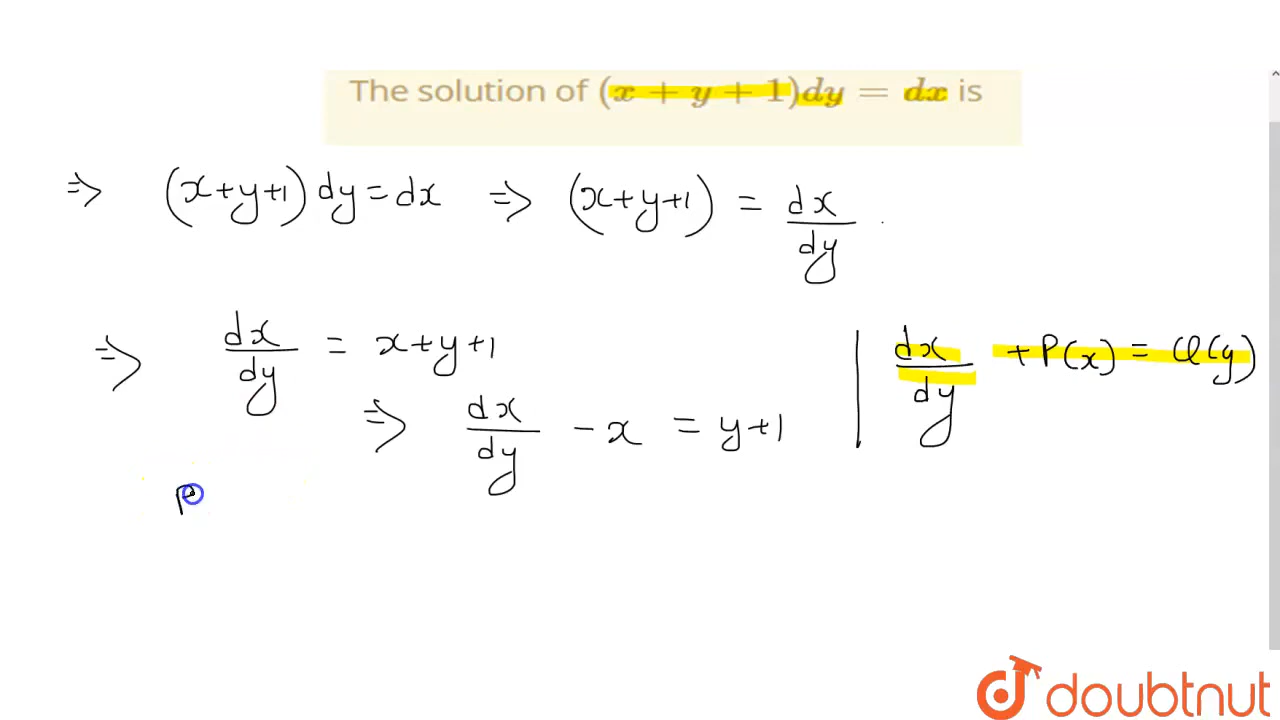 The solution of (x + y + 1)dy = dx is
⇒ (x+y+1) dy = dx ⇒ (x+y+1) = dx/dy
⇒ dx/dy = x+y+1
dx/dy + P(x) = Q(y)
⇒ dx/dy - x = y+1
P
doubtnut